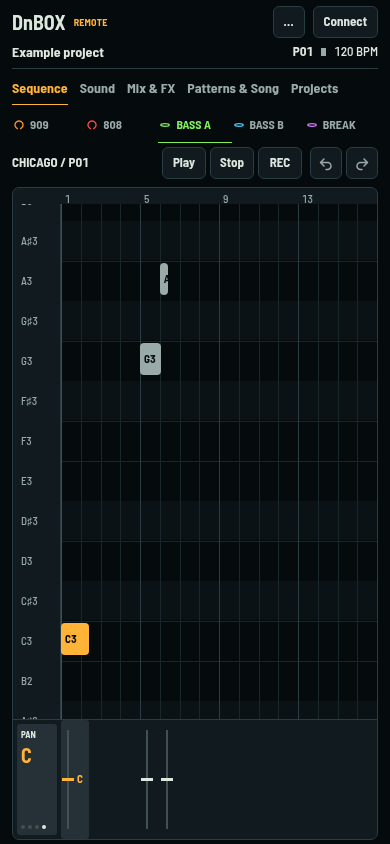 DnBOX REMOTE ... Connect
Example project P01 120 BPM
Sequence Sound Mix & FX Patterns & Song Projects
909 808 BASS A BASS B BREAK
CHICAGO / P01 Play Stop REC
1 5 9 13
A♯3
A3
G♯3
G3 G3
F♯3
F3
E3
D♯3
D3
C♯3
C3 C3
B2
PAN
C C